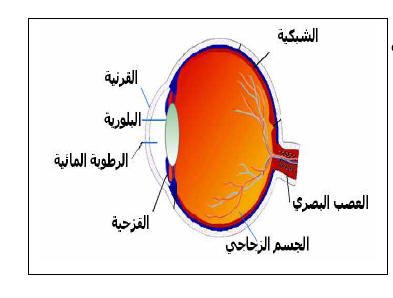 الشبكية
القرنية
البلورية
الرطوبة المائية
العصب البصري
القزحية
الجسم الزجاجي